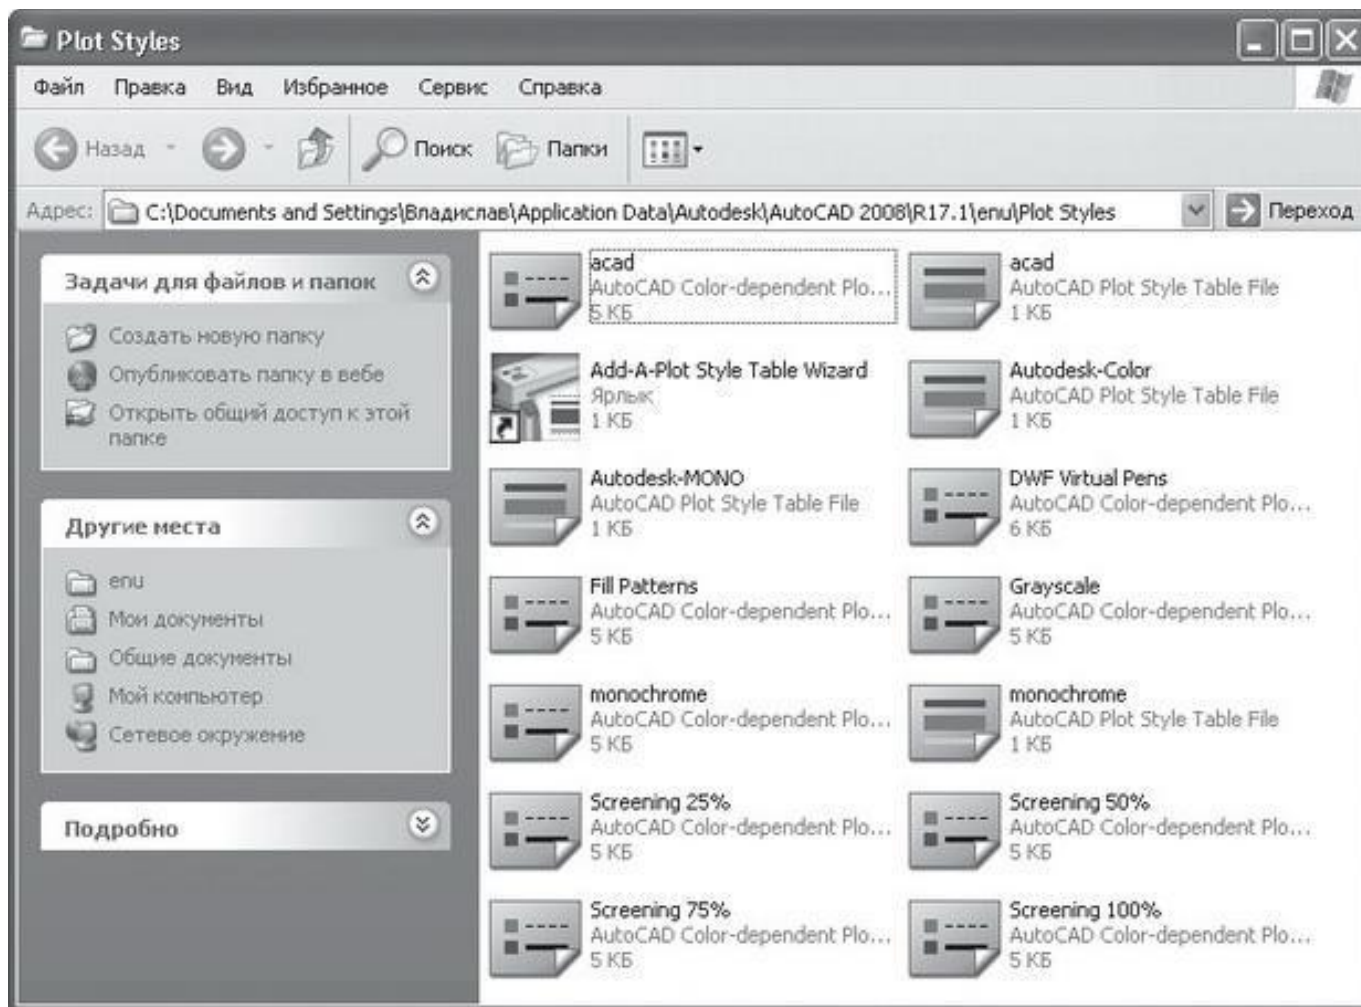 Plot Styles
Файл Правка Вид Избранное Сервис Справка
Назад Поиск Папки
Адрес: C:\Documents and Settings\Владислав\Application Data\Autodesk\AutoCAD 2008\R17.1\enu\Plot Styles Переход
Задачи для файлов и папок
Создать новую папку
Опубликовать папку в вебе
Открыть общий доступ к этой
папке
Другие места
enu
Мои документы
Общие документы
Мой компьютер
Сетевое окружение
Подробно
acad
AutoCAD Color-dependent Plo...
5 КБ
acad
AutoCAD Plot Style Table File
1 КБ
Add-A-Plot Style Table Wizard
Ярлык
1 КБ
Autodesk-Color
AutoCAD Plot Style Table File
1 КБ
Autodesk-MONO
AutoCAD Plot Style Table File
1 КБ
DWF Virtual Pens
AutoCAD Color-dependent Plo...
6 КБ
Fill Patterns
AutoCAD Color-dependent Plo...
5 КБ
Grayscale
AutoCAD Color-dependent Plo...
5 КБ
monochrome
AutoCAD Color-dependent Plo...
5 КБ
monochrome
AutoCAD Plot Style Table File
1 КБ
Screening 25%
AutoCAD Color-dependent Plo...
5 КБ
Screening 50%
AutoCAD Color-dependent Plo...
5 КБ
Screening 75%
AutoCAD Color-dependent Plo...
5 КБ
Screening 100%
AutoCAD Color-dependent Plo...
5 КБ